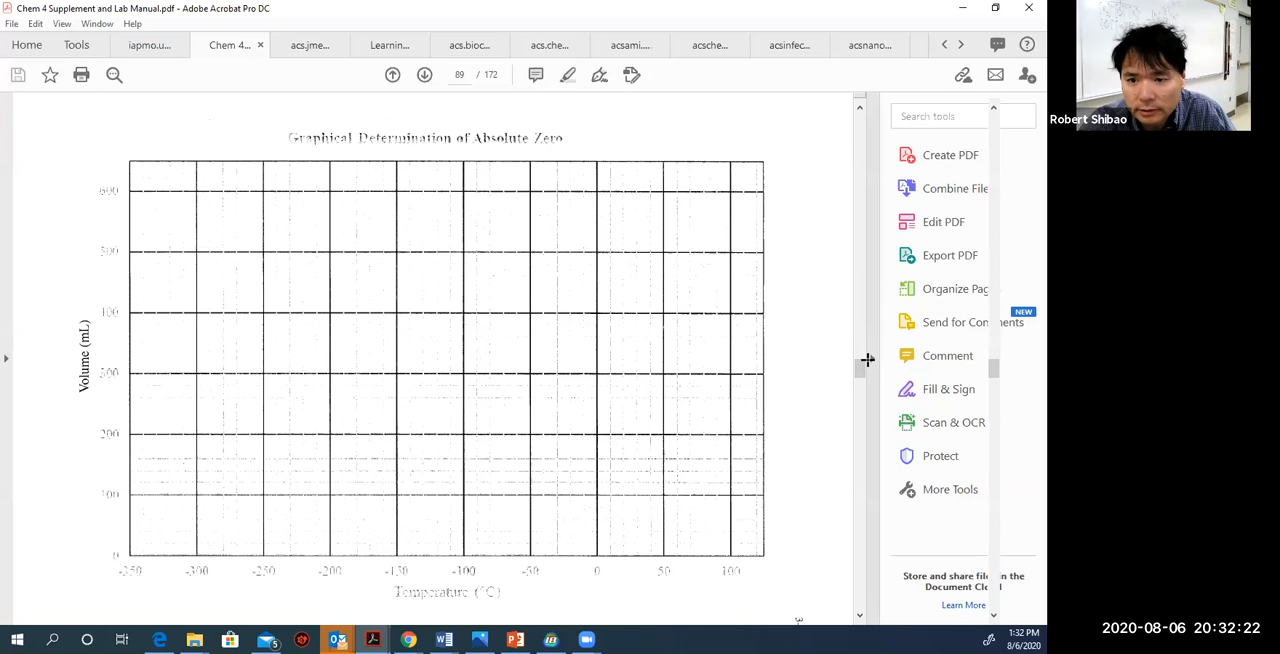 Chem 4 Supplement and Lab Manual.pdf - Adobe Acrobat Pro DC
File Edit View Window Help
Home Tools iapmo.u... Chem 4... × acs.jme... Learnin... acs.bioc... acs.che... acsami.... acsche... acsinfec... acsnano...
89 / 172
Search tools
Robert Shibao
Graphical Determination of Absolute Zero
Create PDF
Combine File
Edit PDF
Export PDF
Organize Pag
NEW
Send for Comments
Comment
Fill & Sign
Scan & OCR
Protect
More Tools
Volume (mL)
200
100
0
-350 -300 -250 -200 -150 -100 -50 0 50 100
Temperature (°C)
Store and share files in the
Document Cloud
Learn More
5
1:32 PM
8/6/2020
2020-08-06 20:32:22